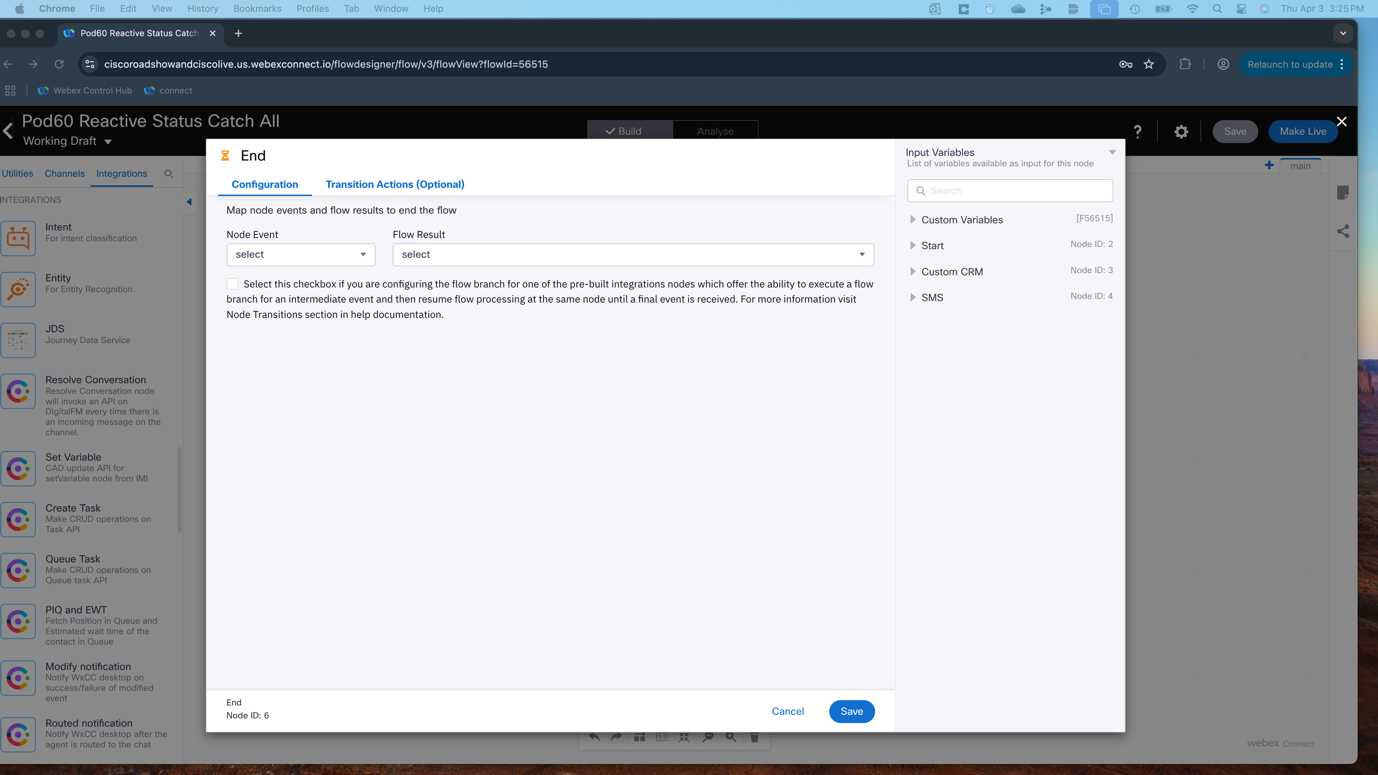 Chrome File Edit View History Bookmarks Profiles Tab Window Help Thu Apr 3 3:25 PM
Pod60 Reactive Status Catch
ciscoroadshowandciscolive.us.webexconnect.io/flowdesigner/flow/v3/flowView?flowId=56515 Relaunch to update
Webex Control Hub connect
Pod60 Reactive Status Catch All
Working Draft
Build Analyse
? Save Make Live
Utilities Channels Integrations
main
INTEGRATIONS
Intent
For intent classification
Entity
For Entity Recognition
JDS
Journey Data Service
Resolve Conversation
Resolve Conversation node
will invoke an API on
DigitalFM every time there is
an incoming message on the
channel.
Set Variable
CAD update API for
setVariable node from IMI
Create Task
Make CRUD operations on
Task API
Queue Task
Make CRUD operations on
Queue task API
PIQ and EWT
Fetch Position in Queue and
Estimated wait time of the
contact in Queue
Modify notification
Notify WxCC desktop on
success/failure of modified
event
Routed notification
Notify WxCC desktop after the
agent is routed to the chat
End
Configuration Transition Actions (Optional)
Map node events and flow results to end the flow
Node Event Flow Result
select select
Select this checkbox if you are configuring the flow branch for one of the pre-built integrations nodes which offer the ability to execute a flow
branch for an intermediate event and then resume flow processing at the same node until a final event is received. For more information visit
Node Transitions section in help documentation.
End
Node ID: 6
Cancel Save
Input Variables
List of variables available as input for this node
Search
Custom Variables [F56515]
Start Node ID: 2
Custom CRM Node ID: 3
SMS Node ID: 4
webex Connect